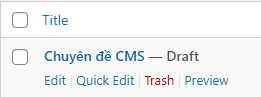 Title
Chuyên đề CMS — Draft
Edit | Quick Edit | Trash | Preview